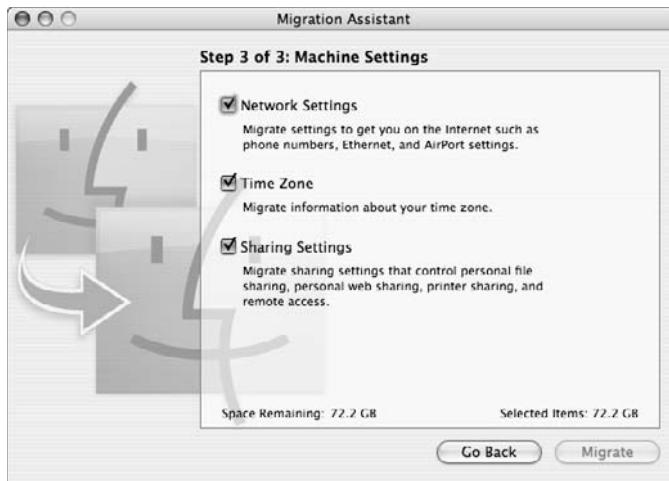 Migration Assistant
Step 3 of 3: Machine Settings
Network Settings
Migrate settings to get you on the Internet such as
phone numbers, Ethernet, and AirPort settings.
Time Zone
Migrate information about your time zone.
Sharing Settings
Migrate sharing settings that control personal file
sharing, personal web sharing, printer sharing, and
remote access.
Space Remaining: 72.2 GB
Selected Items: 72.2 GB
Go Back
Migrate